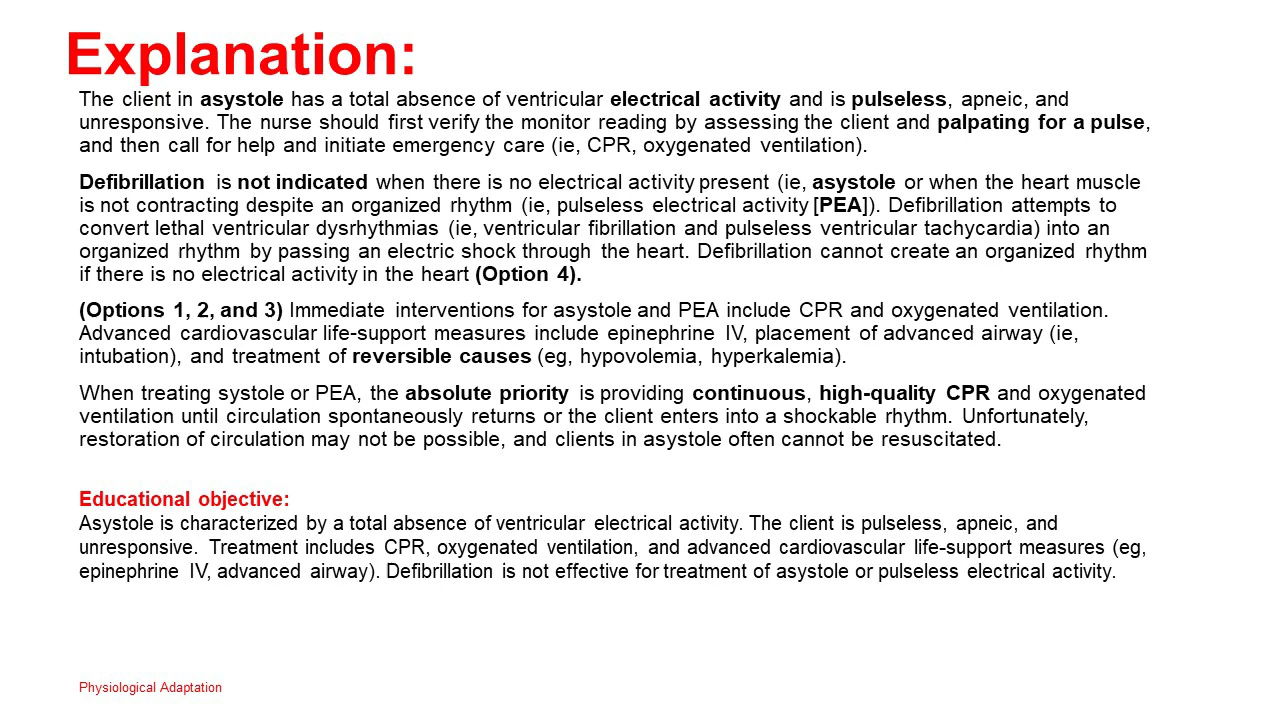 Explanation:
The client in asystole has a total absence of ventricular electrical activity and is pulseless, apneic, and
unresponsive. The nurse should first verify the monitor reading by assessing the client and palpating for a pulse,
and then call for help and initiate emergency care (ie, CPR, oxygenated ventilation).
Defibrillation is not indicated when there is no electrical activity present (ie, asystole or when the heart muscle
is not contracting despite an organized rhythm (ie, pulseless electrical activity [PEA]). Defibrillation attempts to
convert lethal ventricular dysrhythmias (ie, ventricular fibrillation and pulseless ventricular tachycardia) into an
organized rhythm by passing an electric shock through the heart. Defibrillation cannot create an organized rhythm
if there is no electrical activity in the heart (Option 4).
(Options 1, 2, and 3) Immediate interventions for asystole and PEA include CPR and oxygenated ventilation.
Advanced cardiovascular life-support measures include epinephrine IV, placement of advanced airway (ie,
intubation), and treatment of reversible causes (eg, hypovolemia, hyperkalemia).
When treating systole or PEA, the absolute priority is providing continuous, high-quality CPR and oxygenated
ventilation until circulation spontaneously returns or the client enters into a shockable rhythm. Unfortunately,
restoration of circulation may not be possible, and clients in asystole often cannot be resuscitated.
Educational objective:
Asystole is characterized by a total absence of ventricular electrical activity. The client is pulseless, apneic, and
unresponsive. Treatment includes CPR, oxygenated ventilation, and advanced cardiovascular life-support measures (eg,
epinephrine IV, advanced airway). Defibrillation is not effective for treatment of asystole or pulseless electrical activity.
Physiological Adaptation